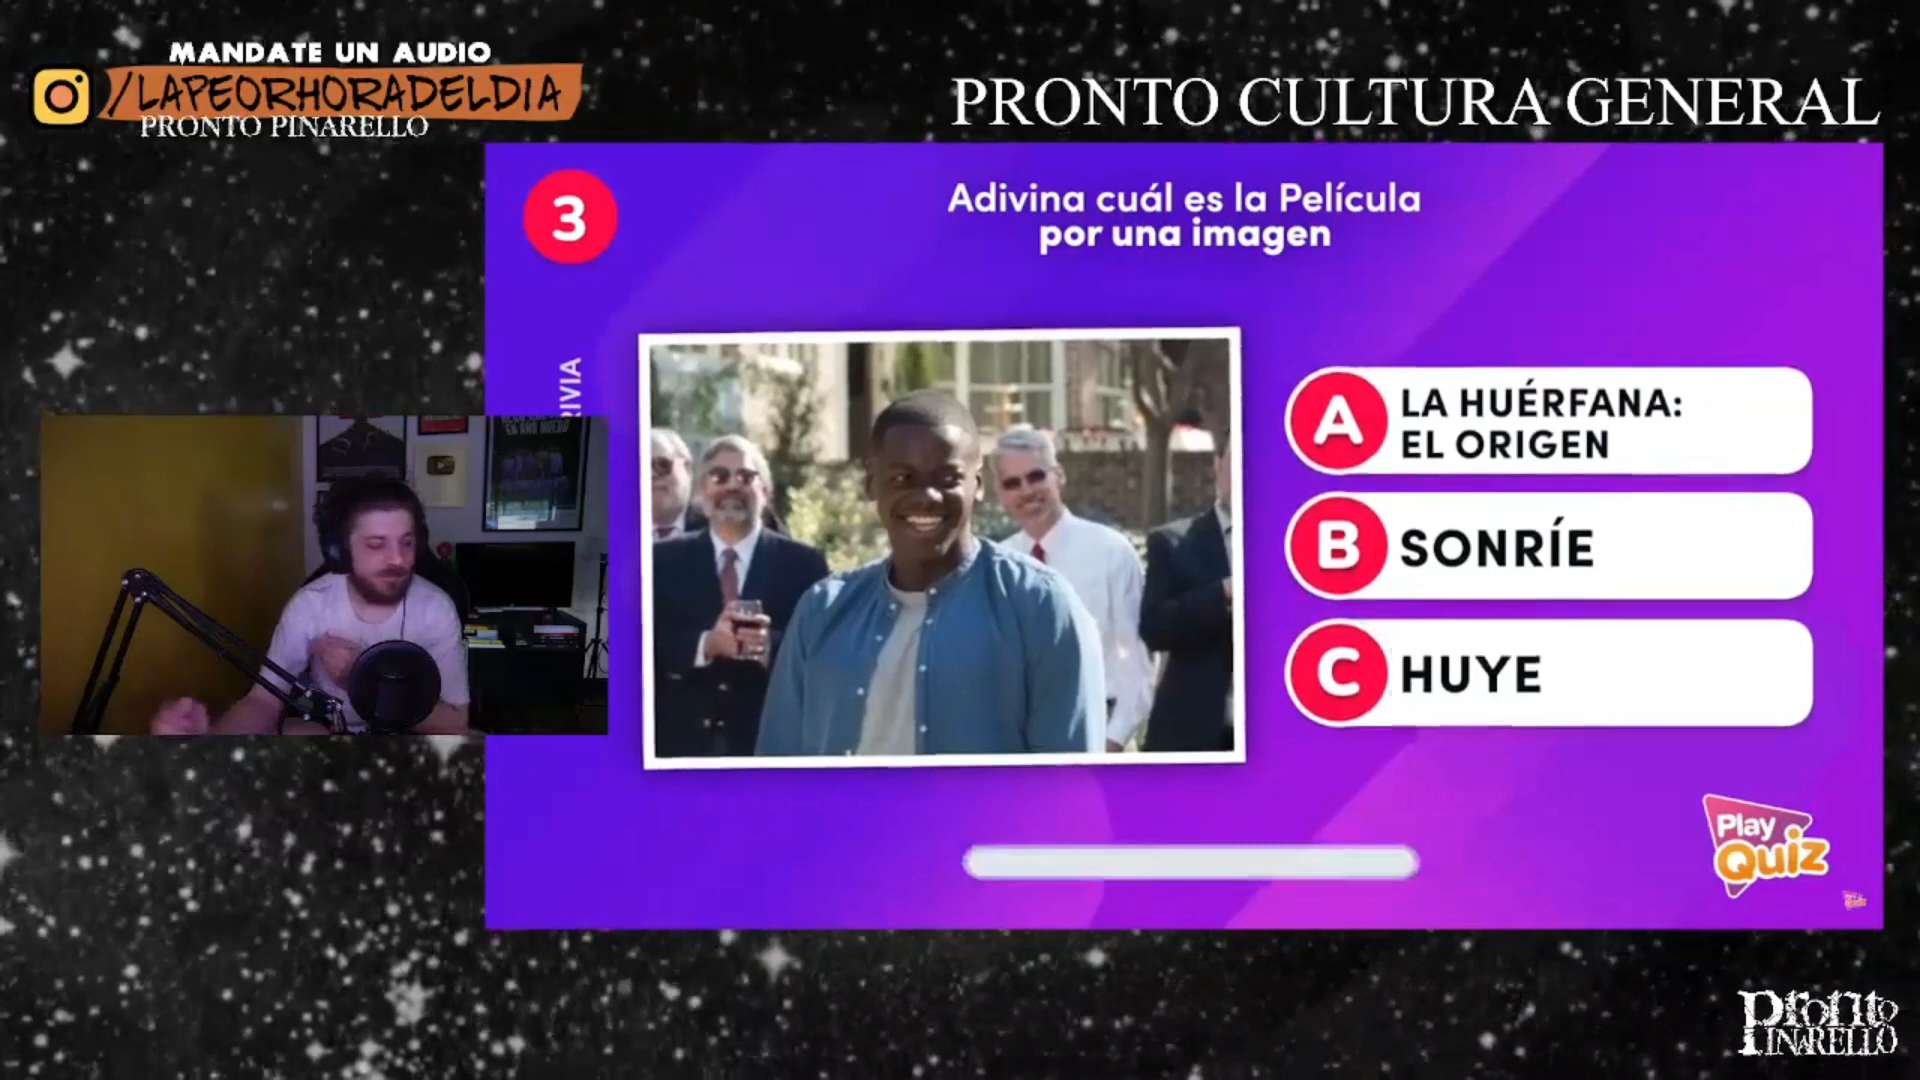 MANDATE UN AUDIO
/LAPEORHORADELDIA
PRONTO PINARELLO
PRONTO CULTURA GENERAL
3
Adivina cuál es la Película
por una imagen
RIVIA
A
LA HUÉRFANA:
EL ORIGEN
B
SONRÍE
C
HUYE
Play
Quiz
Pronto
PINARELLO